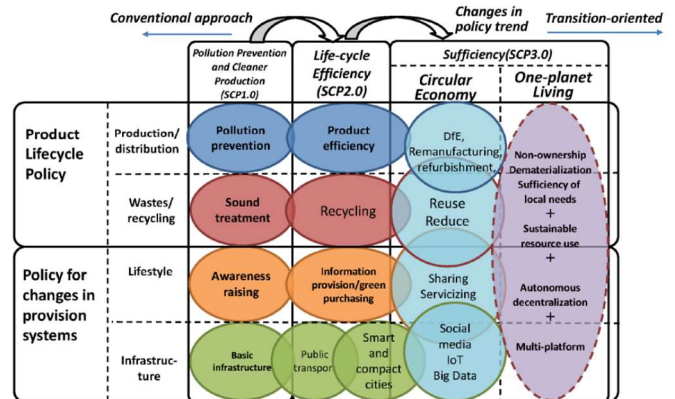 Conventional approach
Changes in
policy trend
Transition-oriented
Pollution Prevention
and Cleaner
Production
(SCP1.0)
Life-cycle
Efficiency
(SCP2.0)
Sufficiency(SCP3.0)
Circular
Economy
One-planet
Living
Product
Lifecycle
Policy
Production/
distribution
Pollution
prevention
Product
efficiency
DfE,
Remanufacturing,
refurbishment,
Wastes/
recycling
Sound
treatment
Recycling
Reuse
Reduce
Non-ownership
Dematerialization
Sufficiency of
local needs
+
Sustainable
resource use
+
Autonomous
decentralization
+
Multi-platform
Policy for
changes in
provision
systems
Lifestyle
Awareness
raising
Information
provision/green
purchasing
Sharing
Servicizing
Infrastruc-
ture
Basic
infrastructure
Public
transpor
Smart
and
compact
cities
Social
media
IoT
Big Data